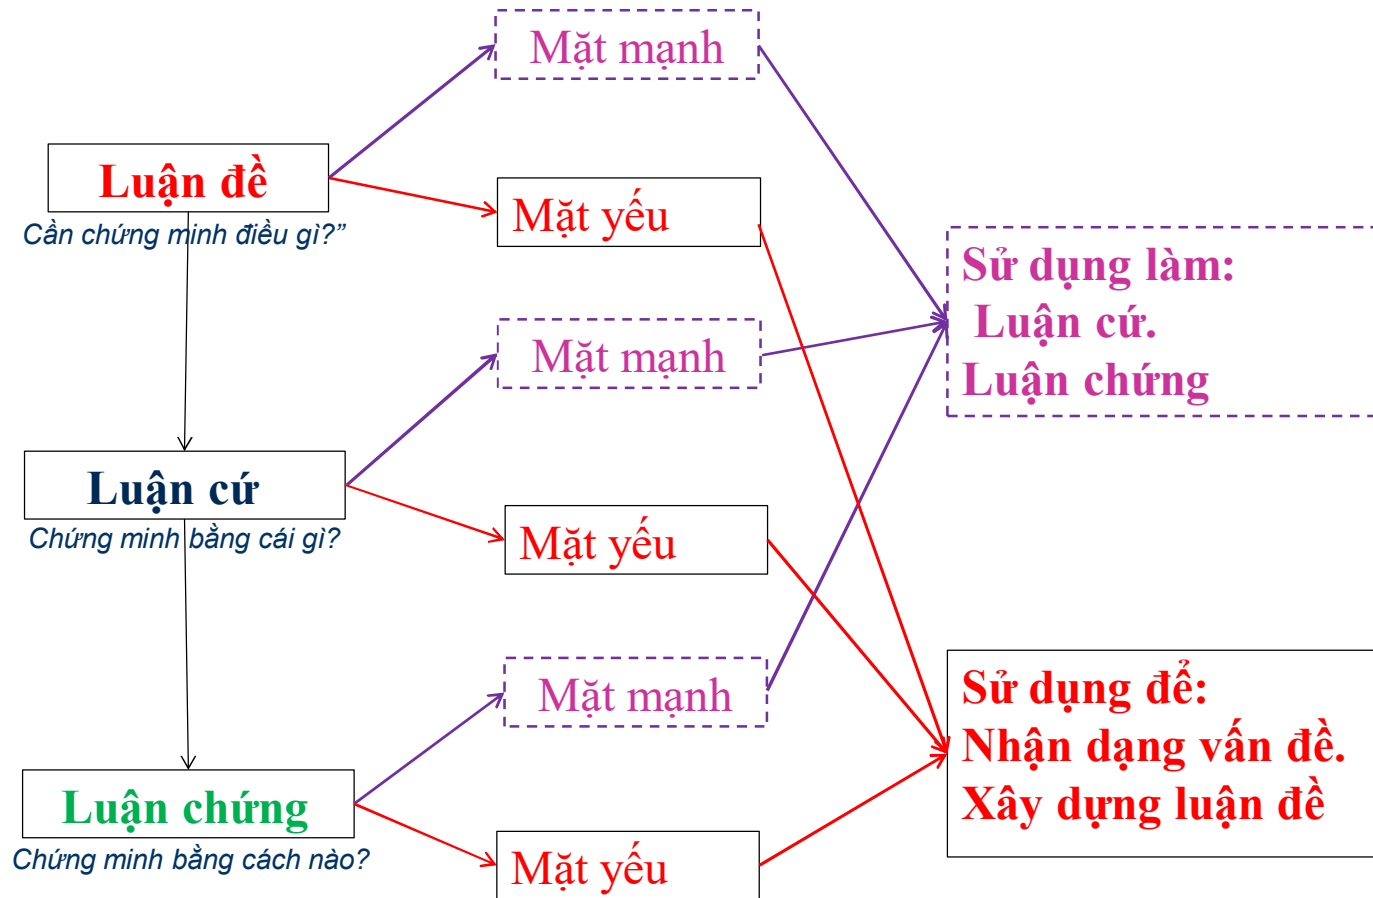 Mặt mạnh
Luận đề
Cần chứng minh điều gì?”
Mặt yếu
Sử dụng làm:
Luận cứ.
Luận chứng
Mặt mạnh
Luận cứ
Chứng minh bằng cái gì?
Mặt yếu
Mặt mạnh
Sử dụng để:
Nhận dạng vấn đề.
Xây dựng luận đề
Luận chứng
Chứng minh bằng cách nào?
Mặt yếu